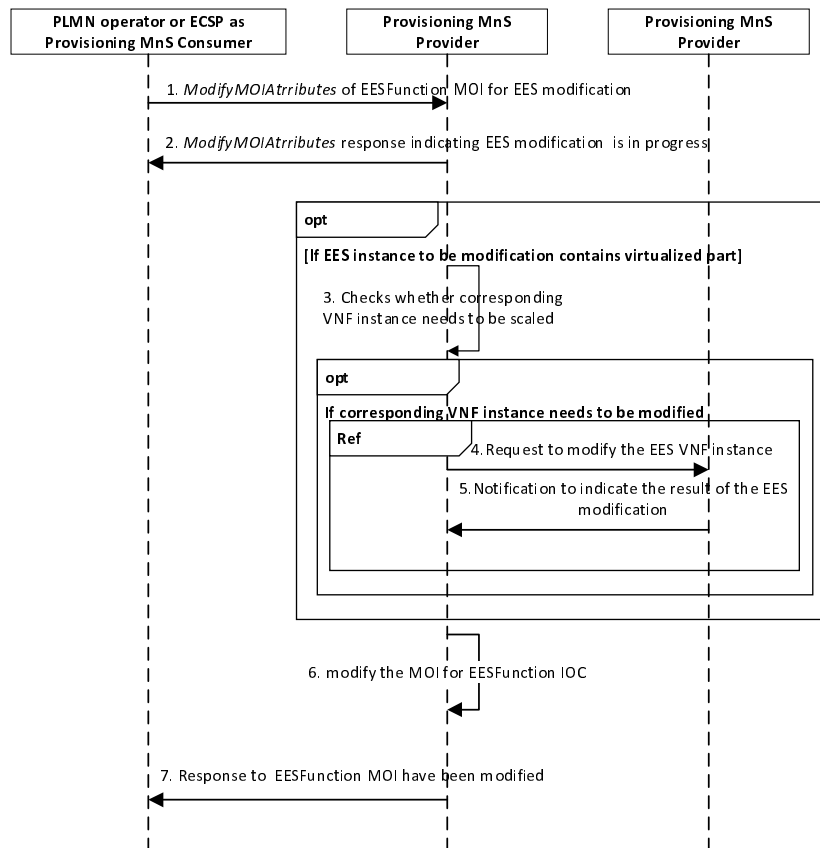 PLMN operator or ECSP as
Provisioning MnS Consumer
Provisioning MnS
Provider
Provisioning MnS
Provider
1. ModifyMOIAtrributes of EESFunction MOI for EES modification
2. ModifyMOIAtrributes response indicating EES modification is in progress
opt
[If EES instance to be modification contains virtualized part]
3. Checks whether corresponding
VNF instance needs to be scaled
opt
If corresponding VNF instance needs to be modified
Ref
4. Request to modify the EES VNF instance
5. Notification to indicate the result of the EES
modification
6. modify the MOI for EESFunction IOC
7. Response to EESFunction MOI have been modified